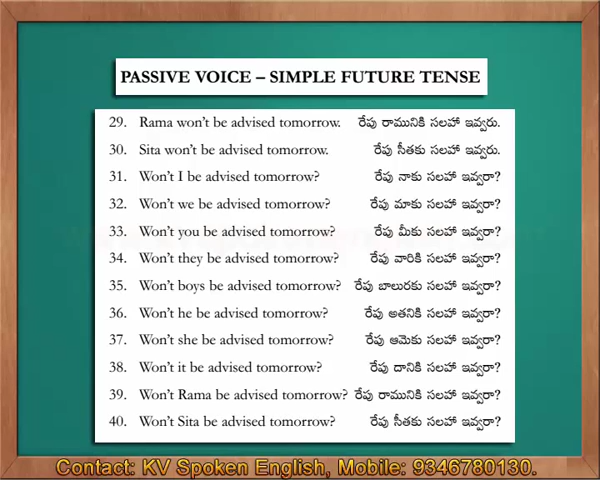 PASSIVE VOICE – SIMPLE FUTURE TENSE
29. Rama won't be advised tomorrow. రేపు రామునికి సలహా ఇవ్వరు.
30. Sita won't be advised tomorrow. రేపు సీతకు సలహా ఇవ్వరు.
31. Won't I be advised tomorrow? రేపు నాకు సలహా ఇవ్వరా?
32. Won't we be advised tomorrow? రేపు మాకు సలహా ఇవ్వరా?
33. Won't you be advised tomorrow? రేపు మీకు సలహా ఇవ్వరా?
34. Won't they be advised tomorrow? రేపు వారికి సలహా ఇవ్వరా?
35. Won't boys be advised tomorrow? రేపు బాలురకు సలహా ఇవ్వరా?
36. Won't he be advised tomorrow? రేపు అతనికి సలహా ఇవ్వరా?
37. Won't she be advised tomorrow? రేపు ఆమెకు సలహా ఇవ్వరా?
38. Won't it be advised tomorrow? రేపు దానికి సలహా ఇవ్వరా?
39. Won't Rama be advised tomorrow? రేపు రామునికి సలహా ఇవ్వరా?
40. Won't Sita be advised tomorrow? రేపు సీతకు సలహా ఇవ్వరా?
Contact: KV Spoken English, Mobile: 9346780130.